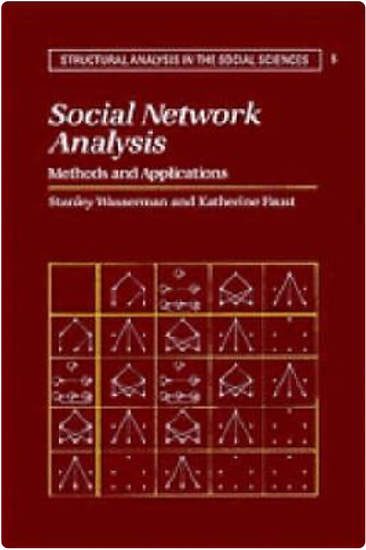 STRUCTURAL ANALYSIS IN THE SOCIAL SCIENCES 8
Social Network
Analysis
Methods and Applications
Stanley Wasserman and Katherine Faust